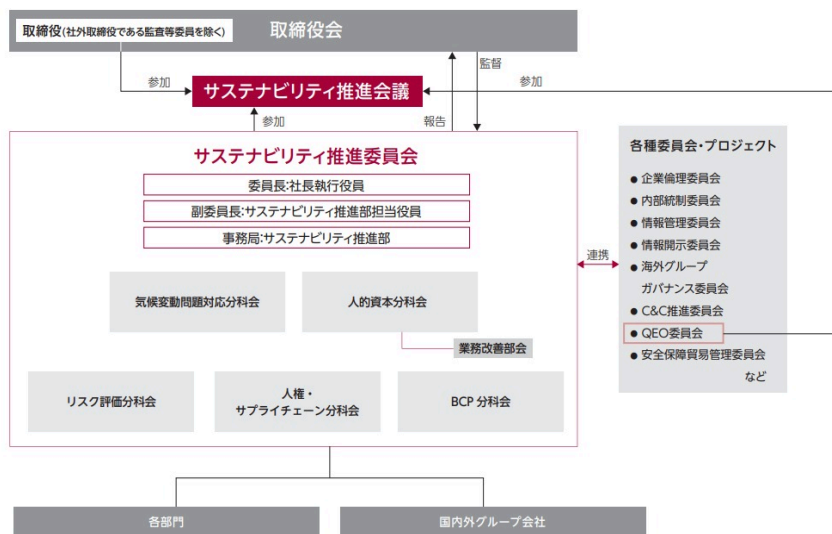 取締役(社外取締役である監査等委員を除く)
取締役会
参加
サステナビリティ推進会議
監督
参加
参加
報告
サステナビリティ推進委員会
委員長:社長執行役員
副委員長:サステナビリティ推進部担当役員
事務局:サステナビリティ推進部
気候変動問題対応分科会
人的資本分科会
業務改善部会
リスク評価分科会
人権・
サプライチェーン分科会
BCP 分科会
連携
各種委員会・プロジェクト
● 企業倫理委員会
● 内部統制委員会
● 情報管理委員会
● 情報開示委員会
● 海外グループ
ガバナンス委員会
● C&C推進委員会
● QEO委員会
● 安全保障貿易管理委員会
など
各部門
国内外グループ会社